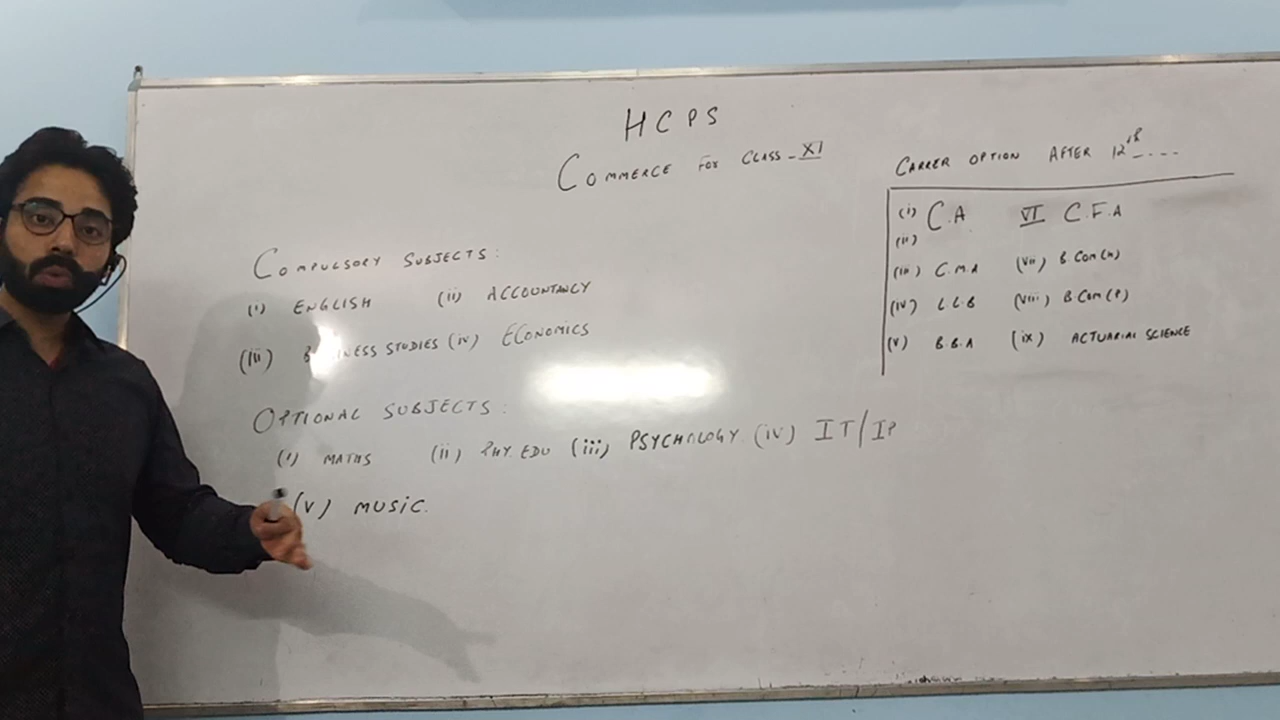 HCPS
COMMERCE FOR CLASS - XI
COMPULSORY SUBJECTS:
(i) ENGLISH (ii) ACCOUNTANCY
(iii) STUDIES (iv) ECONOMICS
OPTIONAL SUBJECTS:
(i) MATHS (ii) PHY. EDU (iii) PSYCHOLOGY (iv) IT/IP
(v) MUSIC.
CARRER OPTION AFTER 12th - - - -
(i) C.A VI C.F.A
(ii)
(iii) C.M.A (vii) B.Com(H)
(iv) L.L.B (viii) B.Com(P)
(v) B.B.A (ix) ACTUARIAL SCIENCE